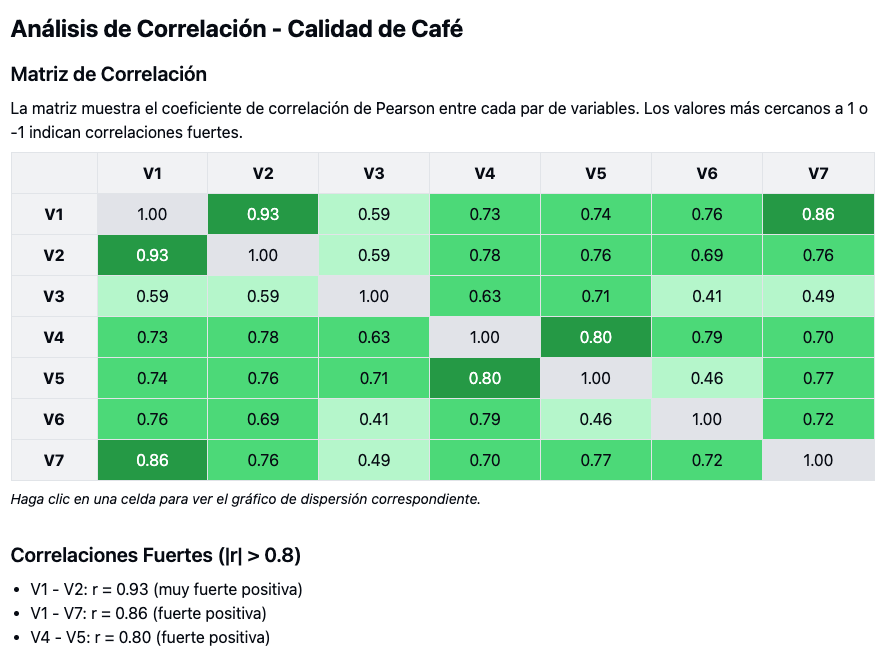 Análisis de Correlación - Calidad de Café
Matriz de Correlación
La matriz muestra el coeficiente de correlación de Pearson entre cada par de variables. Los valores más cercanos a 1 o
-1 indican correlaciones fuertes.
V1 V2 V3 V4 V5 V6 V7
V1 1.00 0.93 0.59 0.73 0.74 0.76 0.86
V2 0.93 1.00 0.59 0.78 0.76 0.69 0.76
V3 0.59 0.59 1.00 0.63 0.71 0.41 0.49
V4 0.73 0.78 0.63 1.00 0.80 0.79 0.70
V5 0.74 0.76 0.71 0.80 1.00 0.46 0.77
V6 0.76 0.69 0.41 0.79 0.46 1.00 0.72
V7 0.86 0.76 0.49 0.70 0.77 0.72 1.00
Haga clic en una celda para ver el gráfico de dispersión correspondiente.
Correlaciones Fuertes (|r| > 0.8)
• V1 - V2: r = 0.93 (muy fuerte positiva)
• V1 - V7: r = 0.86 (fuerte positiva)
• V4 - V5: r = 0.80 (fuerte positiva)